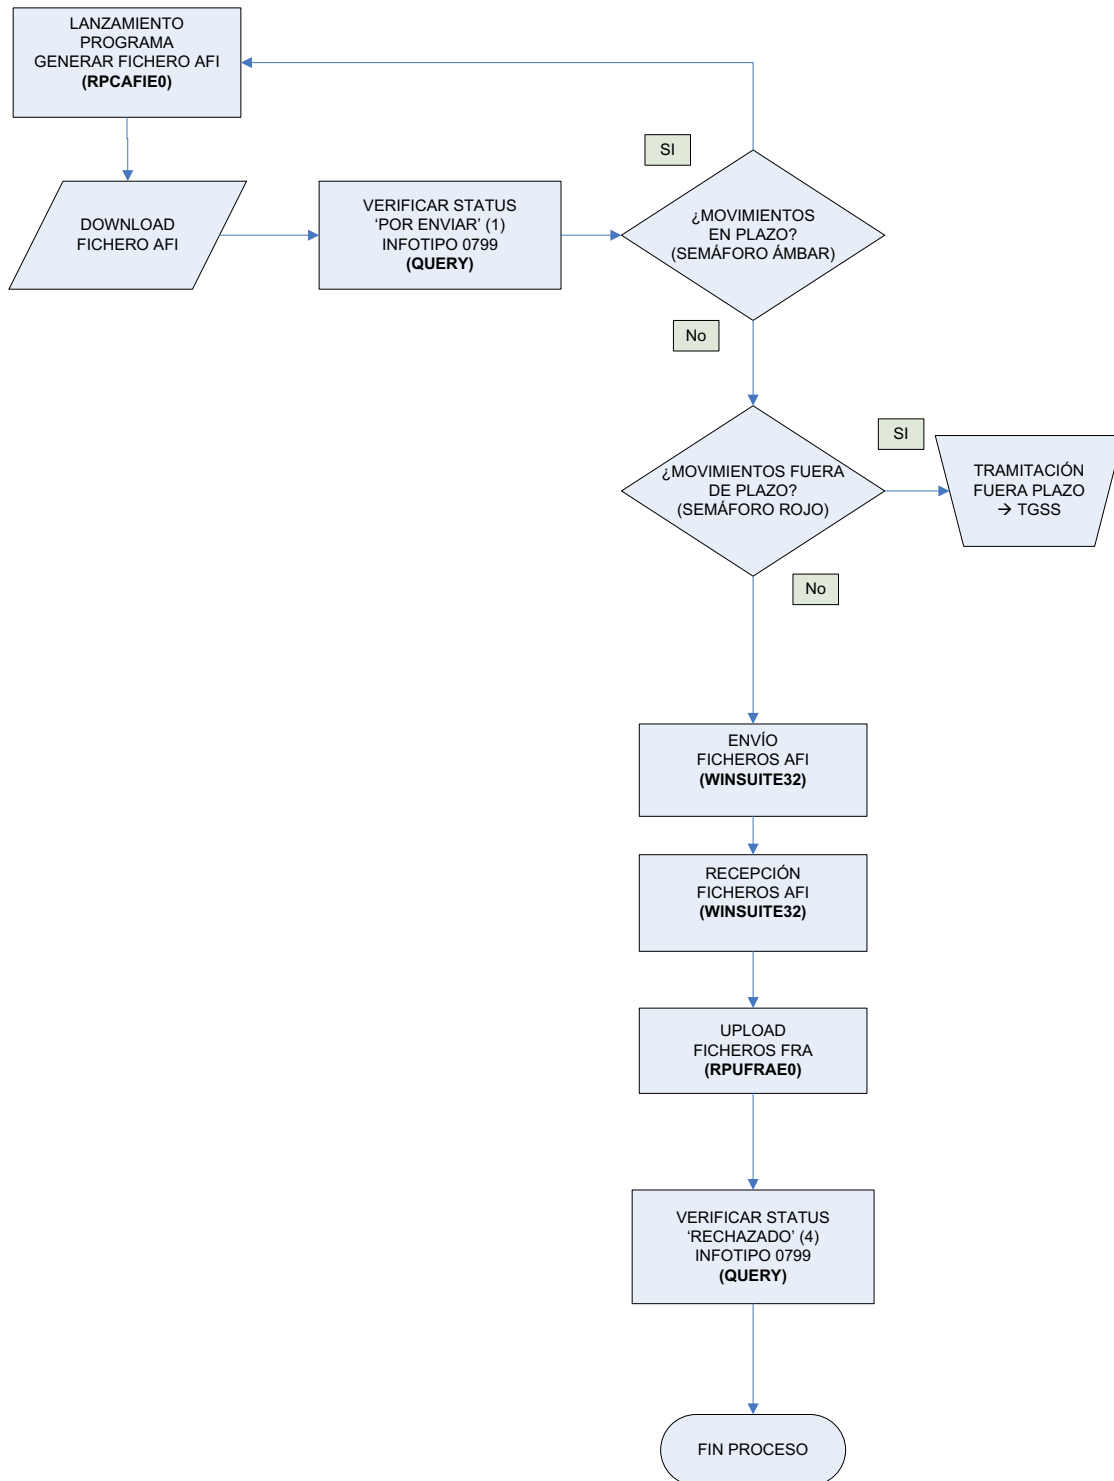 LANZAMIENTO
PROGRAMA
GENERAR FICHERO AFI
(RPCAFIE0)
DOWNLOAD
FICHERO AFI
VERIFICAR STATUS
‘POR ENVIAR’ (1)
INFOTIPO 0799
(QUERY)
SI
¿MOVIMIENTOS
EN PLAZO?
(SEMÁFORO ÁMBAR)
No
¿MOVIMIENTOS FUERA
DE PLAZO?
(SEMÁFORO ROJO)
SI
TRAMITACIÓN
FUERA PLAZO
→ TGSS
No
ENVÍO
FICHEROS AFI
(WINSUITE32)
RECEPCIÓN
FICHEROS AFI
(WINSUITE32)
UPLOAD
FICHEROS FRA
(RPUFRAE0)
VERIFICAR STATUS
‘RECHAZADO’ (4)
INFOTIPO 0799
(QUERY)
FIN PROCESO